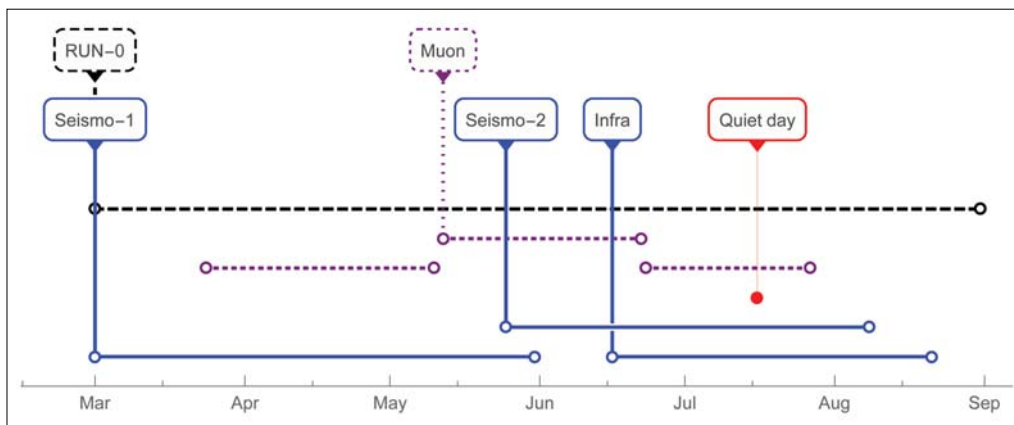 RUN–0
Muon
Seismo–1
Seismo–2
Infra
Quiet day
Mar
Apr
May
Jun
Jul
Aug
Sep